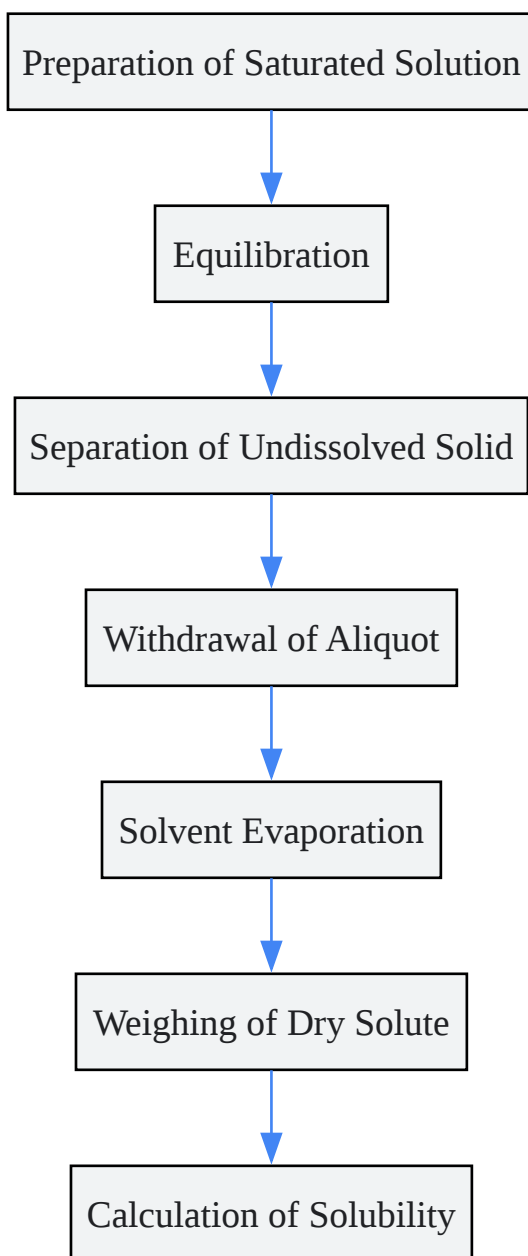 Preparation of Saturated Solution
Equilibration
Separation of Undissolved Solid
Withdrawal of Aliquot
Solvent Evaporation
Weighing of Dry Solute
Calculation of Solubility